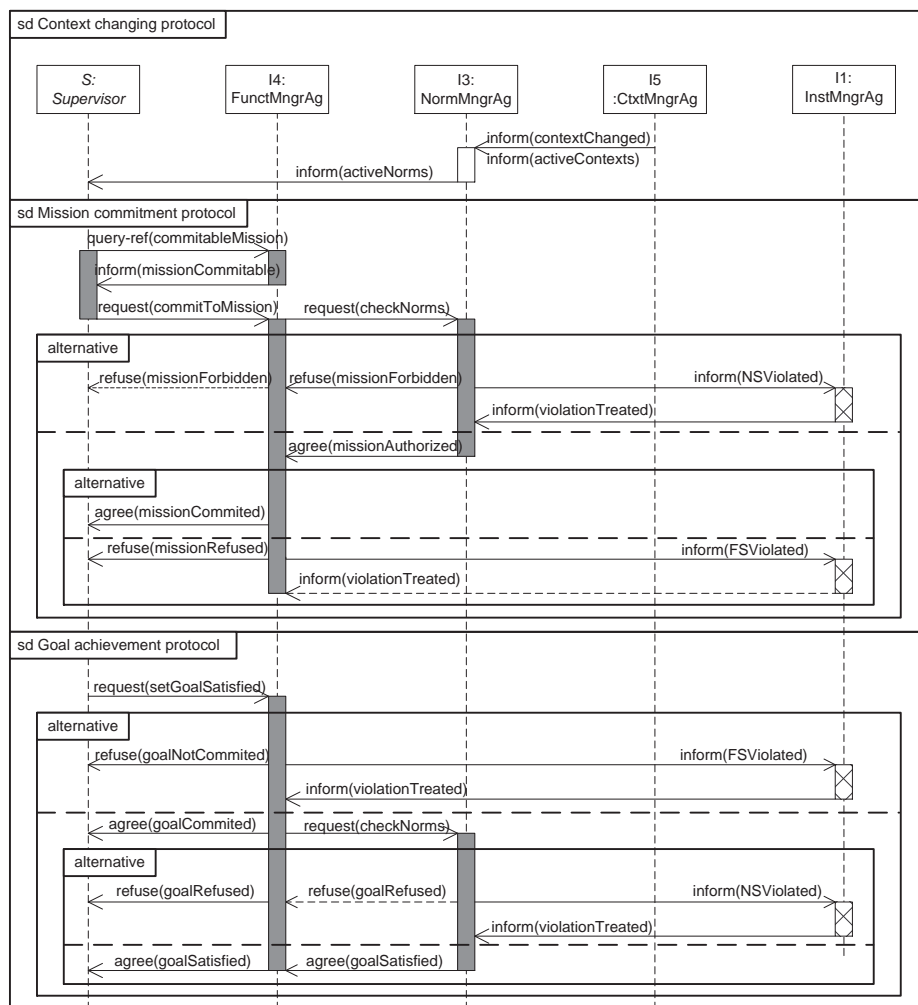 sd Context changing protocol
S:
Supervisor
I4:
FunctMngrAg
I3:
NormMngrAg
I5
:CtxtMngrAg
I1:
InstMngrAg
inform(contextChanged)
inform(activeContexts)
inform(activeNorms)
sd Mission commitment protocol
query-ref(commitableMission)
inform(missionCommitable)
request(commitToMission)
request(checkNorms)
alternative
refuse(missionForbidden)
refuse(missionForbidden)
inform(NSViolated)
inform(violationTreated)
agree(missionAuthorized)
alternative
agree(missionCommited)
refuse(missionRefused)
inform(FSViolated)
inform(violationTreated)
sd Goal achievement protocol
request(setGoalSatisfied)
alternative
refuse(goalNotCommited)
inform(FSViolated)
inform(violationTreated)
agree(goalCommited)
request(checkNorms)
alternative
refuse(goalRefused)
refuse(goalRefused)
inform(NSViolated)
inform(violationTreated)
agree(goalSatisfied)
agree(goalSatisfied)